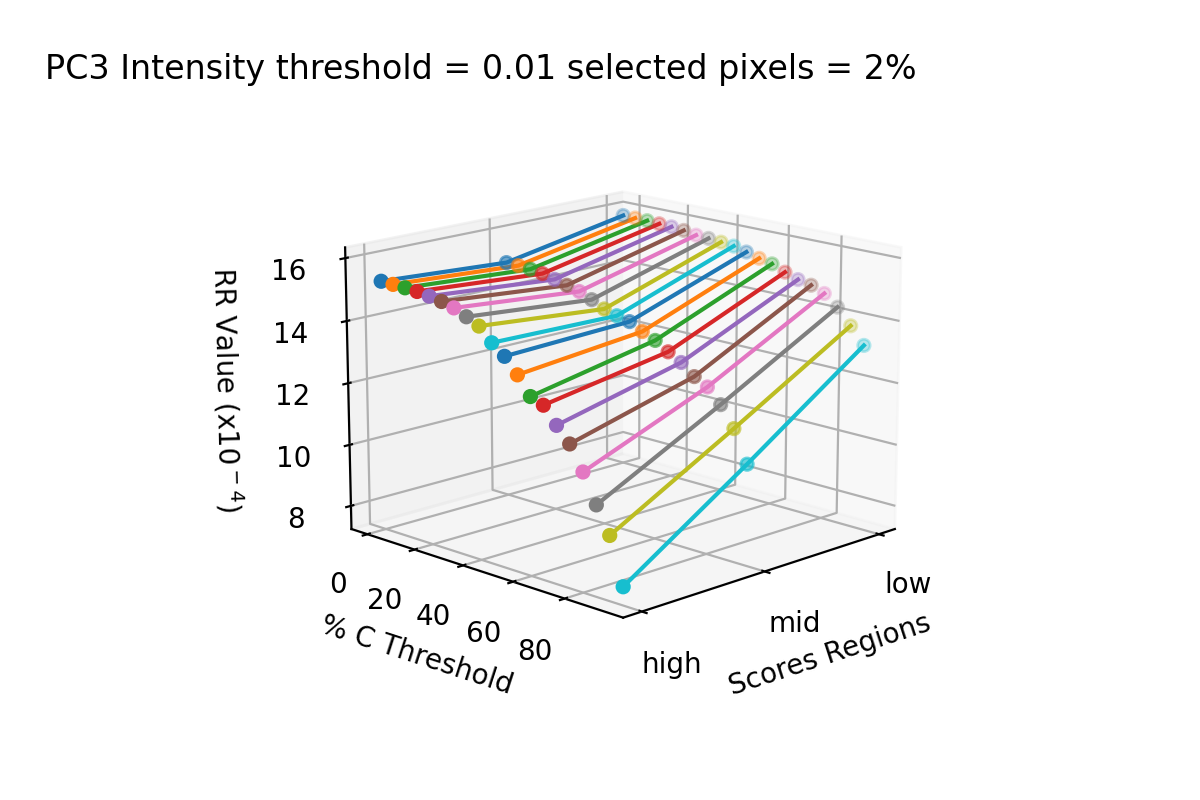 PC3 Intensity threshold = 0.01 selected pixels = 2%
16
14
12
10
8
RR Value (x10⁻⁴)
0
20
40
60
80
% C Threshold
high
mid
low
Scores Regions